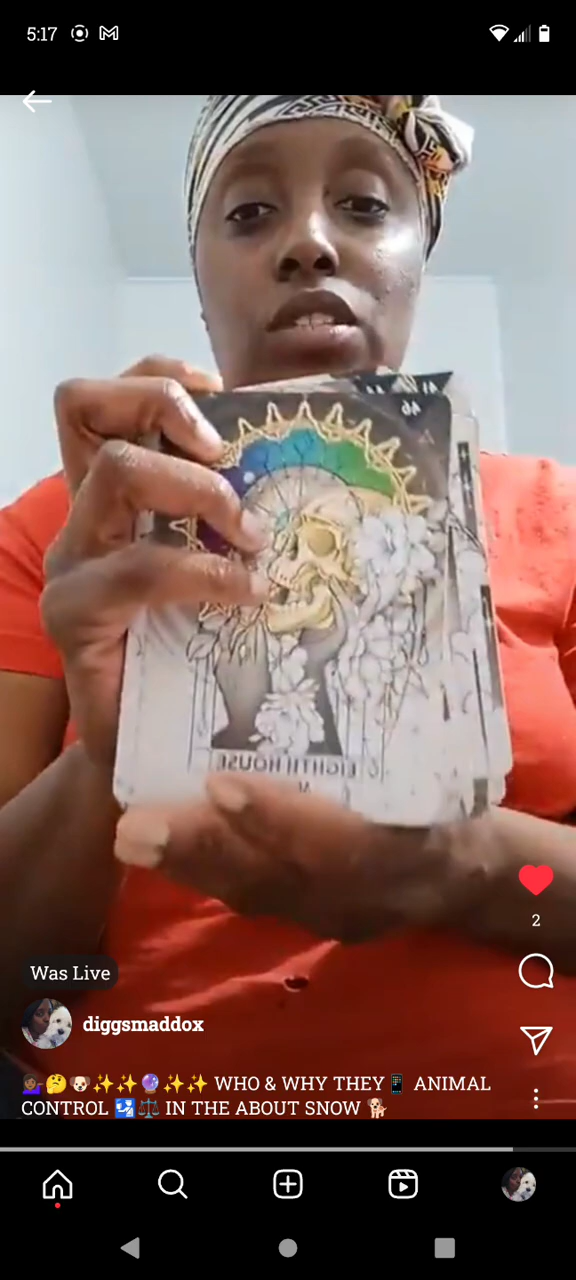 5:17
46
EIGHTH HOUSE
Was Live
2
diggsmaddox
💁🏾‍♀️🤔🐶✨✨🔮✨✨ WHO & WHY THEY📱 ANIMAL
CONTROL 🛂⚖️ IN THE ABOUT SNOW 🐕